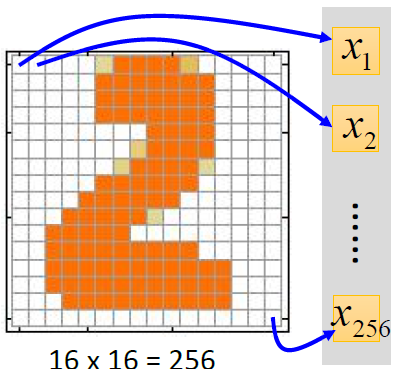 x₁
x₂
......
x₂₅₆
16 x 16 = 256